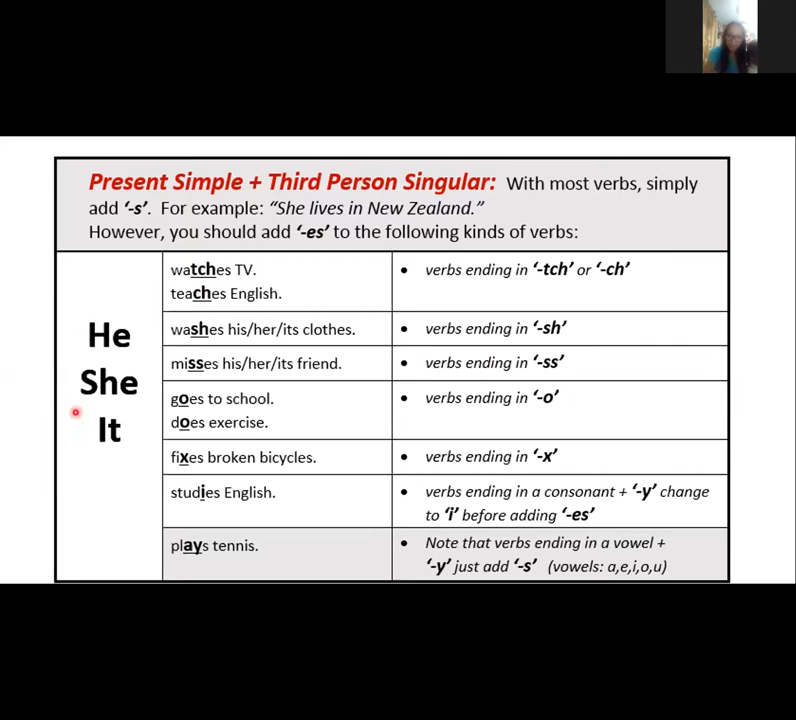 Present Simple + Third Person Singular: With most verbs, simply
add ‘-s’. For example: “She lives in New Zealand.”
However, you should add ‘-es’ to the following kinds of verbs:
He
She
It
watches TV.
teaches English.
• verbs ending in ‘-tch’ or ‘-ch’
washes his/her/its clothes.
• verbs ending in ‘-sh’
misses his/her/its friend.
• verbs ending in ‘-ss’
goes to school.
does exercise.
• verbs ending in ‘-o’
fixes broken bicycles.
• verbs ending in ‘-x’
studies English.
• verbs ending in a consonant + ‘-y’ change
to ‘i’ before adding ‘-es’
plays tennis.
• Note that verbs ending in a vowel +
‘-y’ just add ‘-s’ (vowels: a,e,i,o,u)